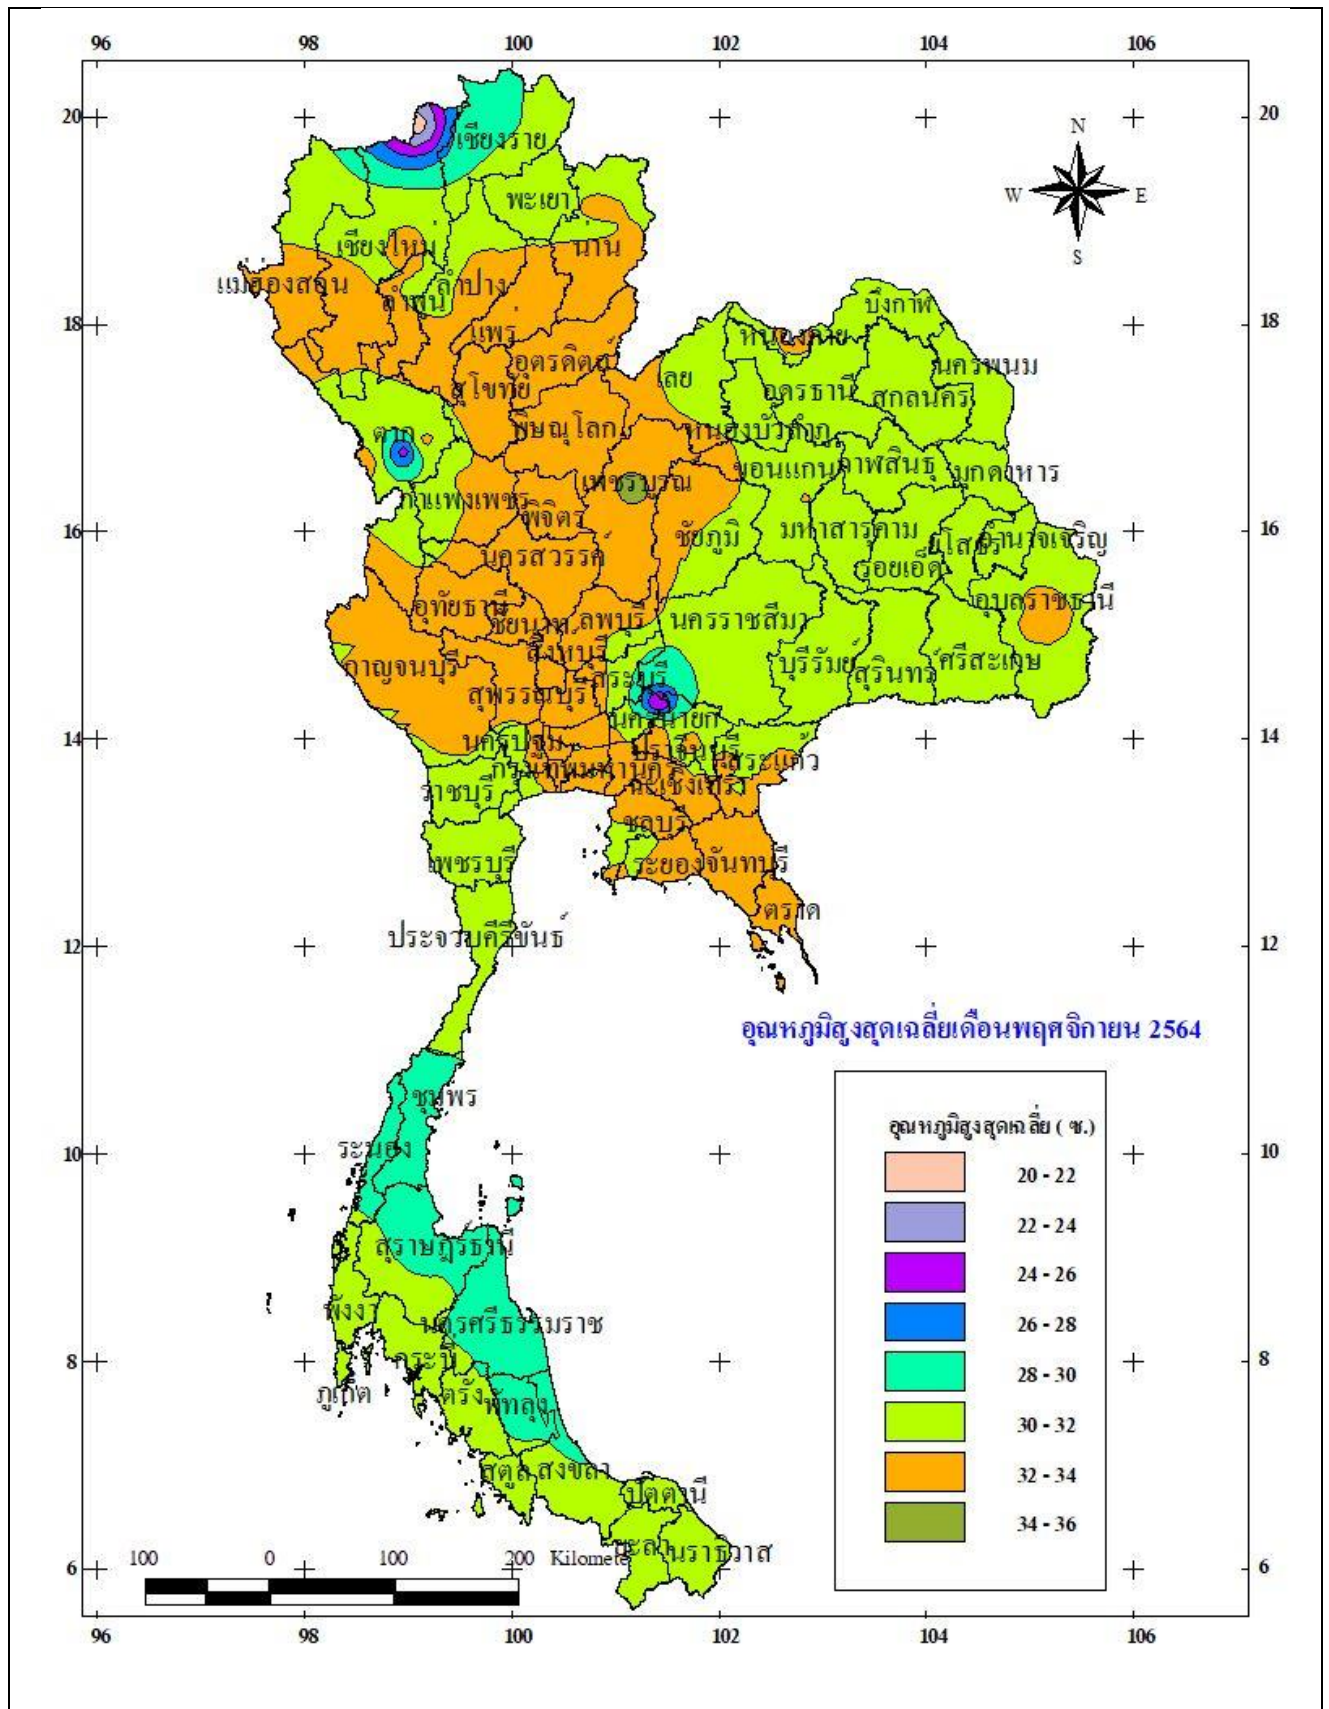 96 98 100 102 104 106
20 20
N
เชียงราย
W E
พะเยา
S
เชียงใหม่ น่าน
แม่ฮ่องสอน ลำปาง
ลำพูน บึงกาฬ
18 18
แพร่ หนองคาย
อุตรดิตถ์ นครพนม
สุโขทัย เลย อุดรธานี สกลนคร
ตาก พิษณุโลก หนองบัวลำภู
ขอนแก่น กาฬสินธุ์ มุกดาหาร
กำแพงเพชร เพชรบูรณ์
พิจิตร
16 16
ชัยภูมิ มหาสารคาม ยโสธร อำนาจเจริญ
นครสวรรค์ ร้อยเอ็ด
อุทัยธานี อุบลราชธานี
ชัยนาท ลพบุรี นครราชสีมา
สิงห์บุรี
กาญจนบุรี บุรีรัมย์ สุรินทร์ ศรีสะเกษ
สุพรรณบุรี สระบุรี
นครนายก
14 14
นครปฐม ปราจีนบุรี
กรุงเทพมหานคร สระแก้ว
ราชบุรี ฉะเชิงเทรา
ชลบุรี
เพชรบุรี ระยอง จันทบุรี
ตราด
ประจวบคีรีขันธ์
12 12
อุณหภูมิสูงสุดเฉลี่ยเดือนพฤศจิกายน 2564
ชุมพร
อุณหภูมิสูงสุดเฉลี่ย ( ซ.)
ระนอง
10 10
20 - 22
22 - 24
สุราษฎร์ธานี
24 - 26
พังงา
นครศรีธรรมราช
26 - 28
กระบี่
8 8
28 - 30
ภูเก็ต ตรัง พัทลุง
30 - 32
สตูล สงขลา
32 - 34
ปัตตานี
34 - 36
ยะลา นราธิวาส
100 0 100 200 Kilomete
6 6
96 98 100 102 104 106